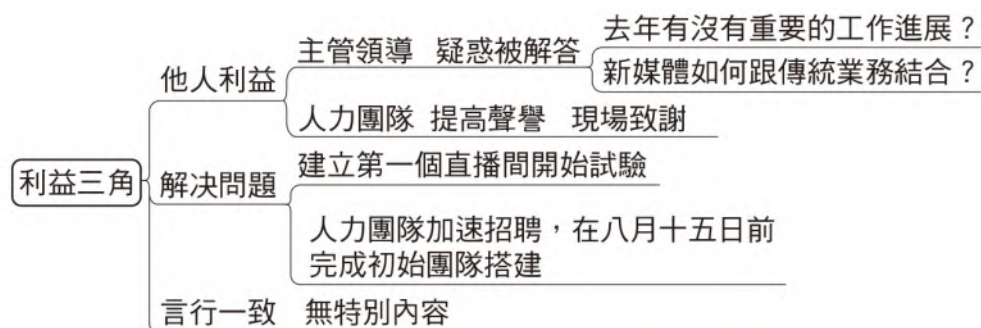 利益三角
他人利益
主管領導 疑惑被解答
去年有沒有重要的工作進展？
新媒體如何跟傳統業務結合？
人力團隊 提高聲譽 現場致謝
解決問題
建立第一個直播間開始試驗
人力團隊加速招聘，在八月十五日前
完成初始團隊搭建
言行一致 無特別內容